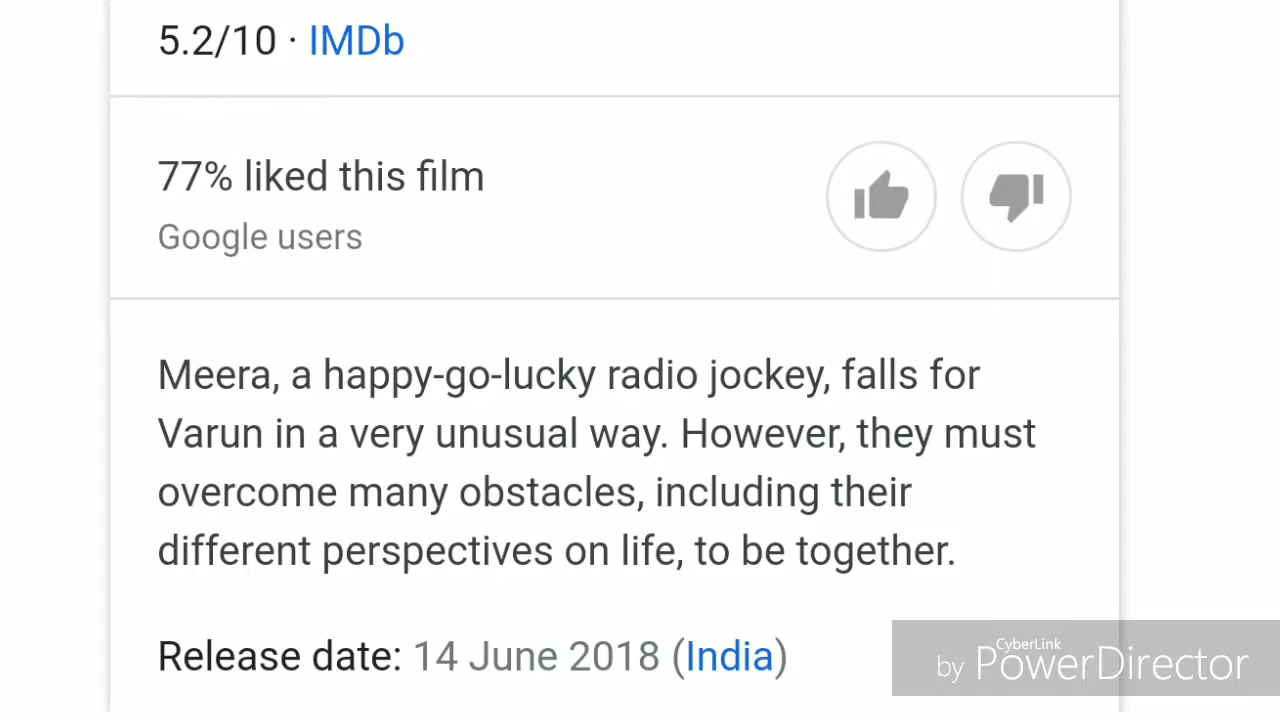 5.2/10 · IMDb
77% liked this film
Google users
Meera, a happy-go-lucky radio jockey, falls for
Varun in a very unusual way. However, they must
overcome many obstacles, including their
different perspectives on life, to be together.
Release date: 14 June 2018 (India)
CyberLink
by PowerDirector